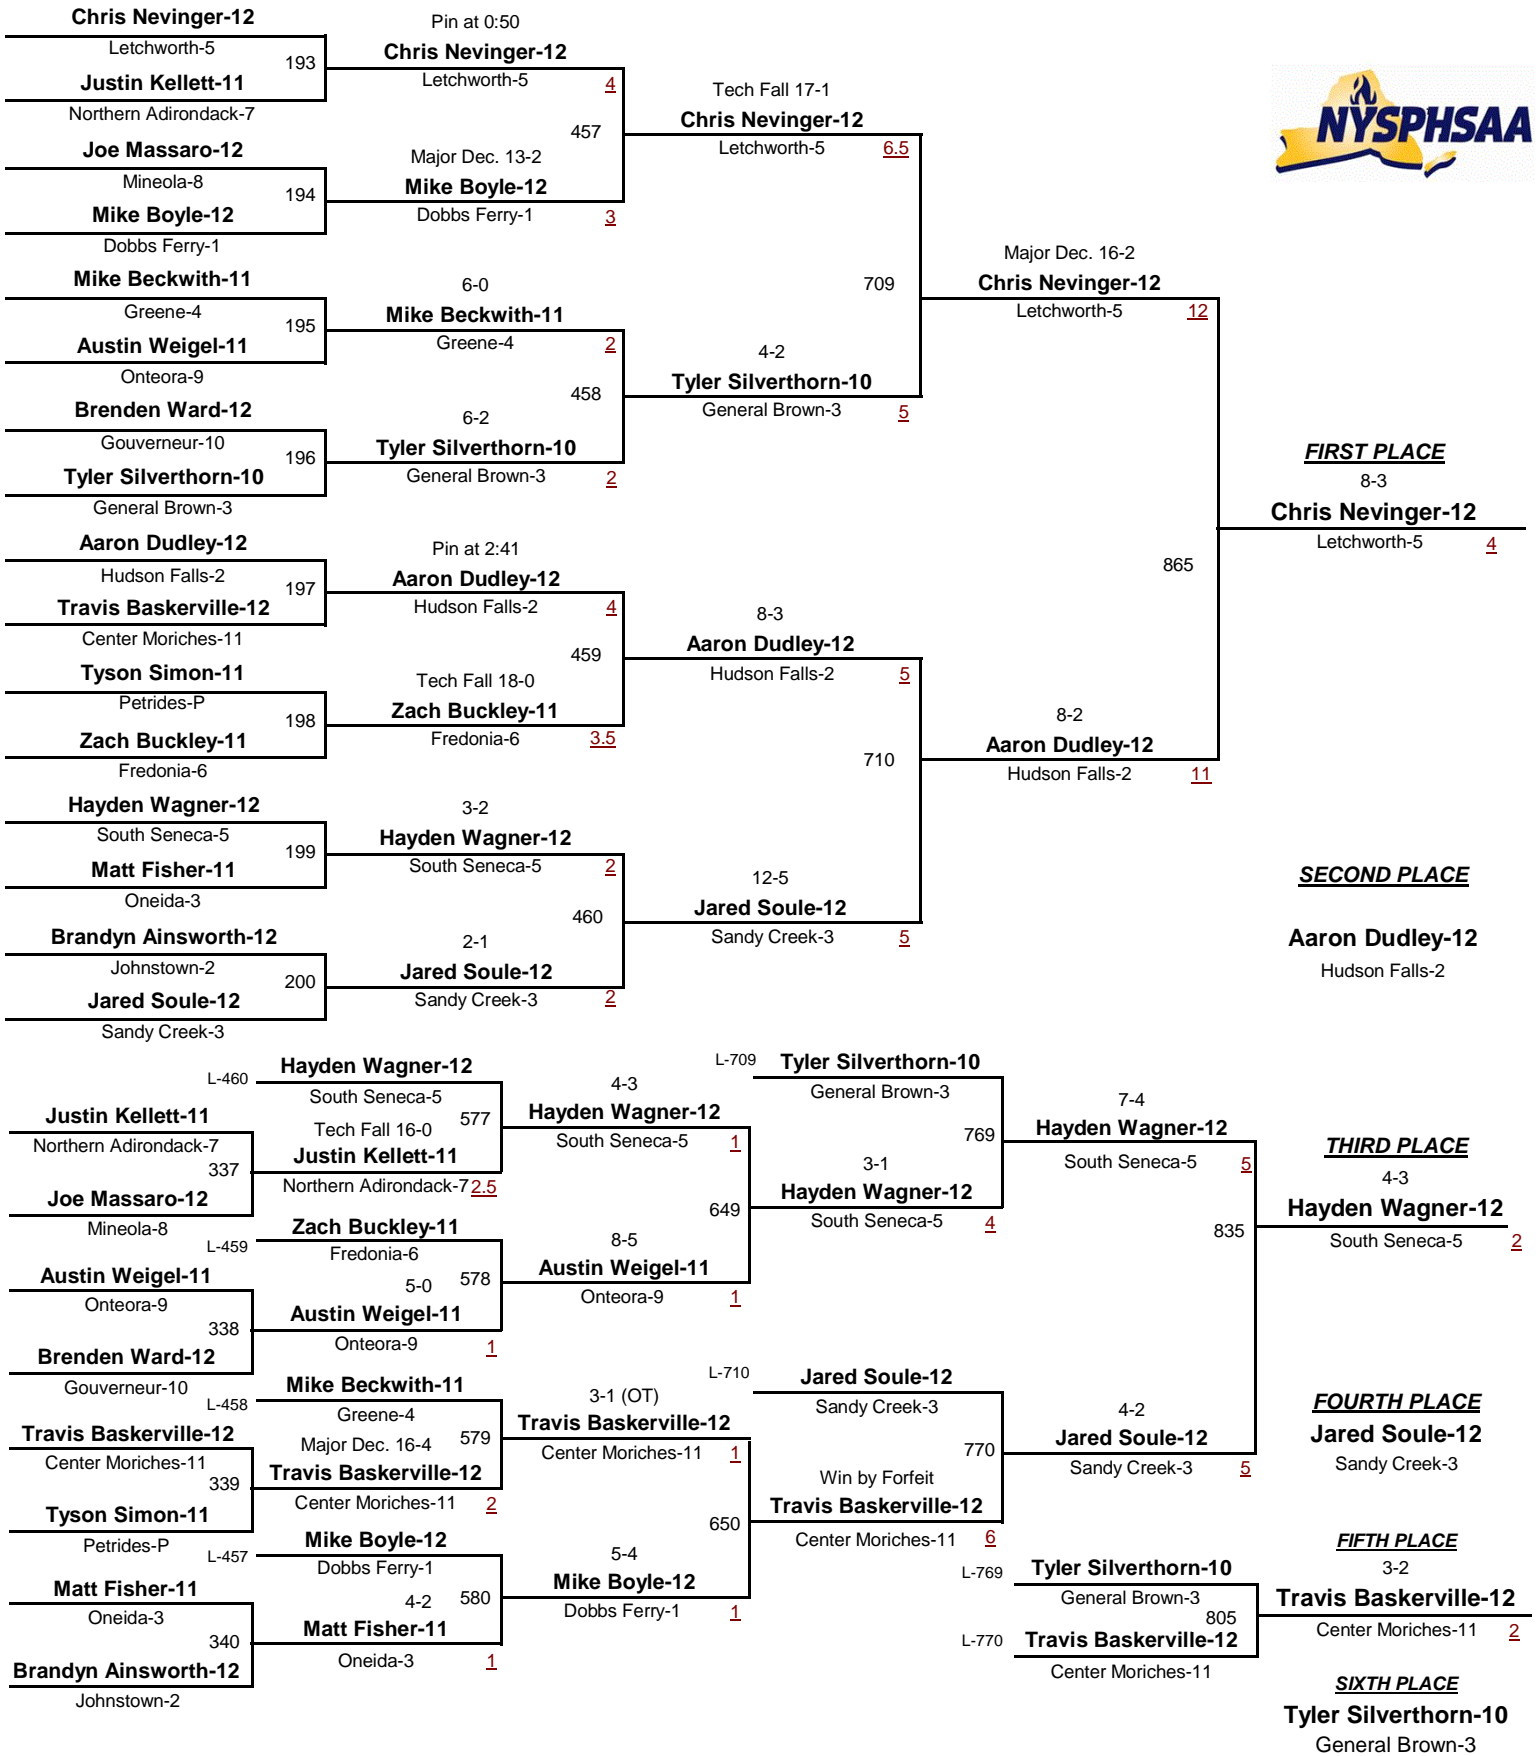 Chris Nevinger-12
Letchworth-5
193
Justin Kellett-11
Northern Adirondack-7
Joe Massaro-12
Mineola-8
194
Mike Boyle-12
Dobbs Ferry-1
Mike Beckwith-11
Greene-4
195
Austin Weigel-11
Onteora-9
Brenden Ward-12
Gouverneur-10
196
Tyler Silverthorn-10
General Brown-3
Aaron Dudley-12
Hudson Falls-2
197
Travis Baskerville-12
Center Moriches-11
Tyson Simon-11
Petrides-P
198
Zach Buckley-11
Fredonia-6
Hayden Wagner-12
South Seneca-5
199
Matt Fisher-11
Oneida-3
Brandyn Ainsworth-12
Johnstown-2
200
Jared Soule-12
Sandy Creek-3
Pin at 0:50
Chris Nevinger-12
Letchworth-5 4
457
Major Dec. 13-2
Mike Boyle-12
Dobbs Ferry-1 3
6-0
Mike Beckwith-11
Greene-4 2
458
6-2
Tyler Silverthorn-10
General Brown-3 2
Pin at 2:41
Aaron Dudley-12
Hudson Falls-2 4
459
Tech Fall 18-0
Zach Buckley-11
Fredonia-6 3.5
3-2
Hayden Wagner-12
South Seneca-5 2
460
2-1
Jared Soule-12
Sandy Creek-3 2
Tech Fall 17-1
Chris Nevinger-12
Letchworth-5 6.5
709
4-2
Tyler Silverthorn-10
General Brown-3 5
8-3
Aaron Dudley-12
Hudson Falls-2 5
710
12-5
Jared Soule-12
Sandy Creek-3 5
Major Dec. 16-2
Chris Nevinger-12
Letchworth-5 12
865
8-2
Aaron Dudley-12
Hudson Falls-2 11
NYSPHSAA
FIRST PLACE
8-3
Chris Nevinger-12
Letchworth-5 4
SECOND PLACE
Aaron Dudley-12
Hudson Falls-2
Justin Kellett-11
Northern Adirondack-7
337
Joe Massaro-12
Mineola-8
Austin Weigel-11
Onteora-9
338
Brenden Ward-12
Gouverneur-10
Travis Baskerville-12
Center Moriches-11
339
Tyson Simon-11
Petrides-P
Matt Fisher-11
Oneida-3
340
Brandyn Ainsworth-12
Johnstown-2
L-460 Hayden Wagner-12
South Seneca-5
577
Tech Fall 16-0
Justin Kellett-11
Northern Adirondack-7 2.5
L-459 Zach Buckley-11
Fredonia-6
5-0 578
Austin Weigel-11
Onteora-9 1
L-458 Mike Beckwith-11
Greene-4
Major Dec. 16-4 579
Travis Baskerville-12
Center Moriches-11 2
L-457 Mike Boyle-12
Dobbs Ferry-1
4-2 580
Matt Fisher-11
Oneida-3 1
4-3
Hayden Wagner-12
South Seneca-5 1
649
8-5
Austin Weigel-11
Onteora-9 1
3-1 (OT)
Travis Baskerville-12
Center Moriches-11 1
650
5-4
Mike Boyle-12
Dobbs Ferry-1 1
L-709 Tyler Silverthorn-10
General Brown-3
769
3-1
Hayden Wagner-12
South Seneca-5 4
L-710 Jared Soule-12
Sandy Creek-3
770
Win by Forfeit
Travis Baskerville-12
Center Moriches-11 6
7-4
Hayden Wagner-12
South Seneca-5 5
835
4-2
Jared Soule-12
Sandy Creek-3 5
L-769 Tyler Silverthorn-10
General Brown-3
805
L-770 Travis Baskerville-12
Center Moriches-11
THIRD PLACE
4-3
Hayden Wagner-12
South Seneca-5 2
FOURTH PLACE
Jared Soule-12
Sandy Creek-3
FIFTH PLACE
3-2
Travis Baskerville-12
Center Moriches-11 2
SIXTH PLACE
Tyler Silverthorn-10
General Brown-3